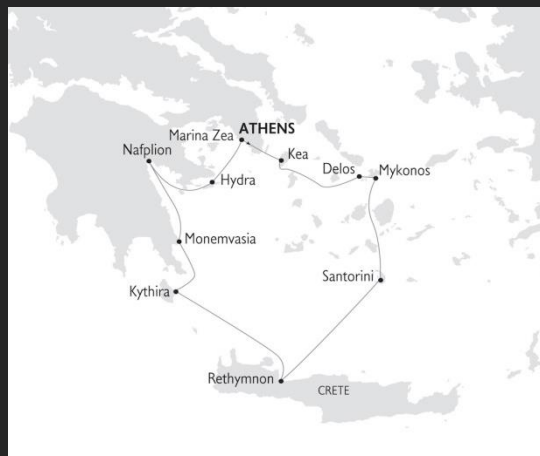 ATHENS
Marina Zea
Nafplion
Kea
Delos
Mykonos
Hydra
Monemvasia
Santorini
Kythira
Rethymnon
CRETE